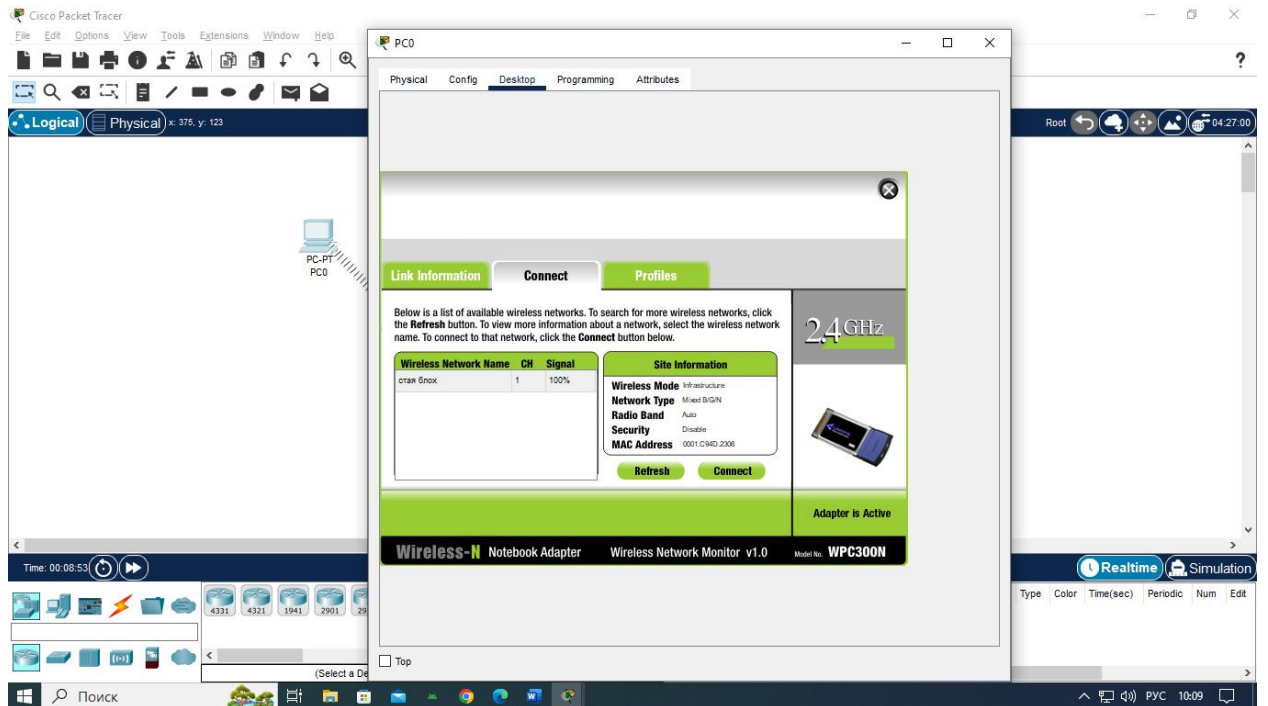 Cisco Packet Tracer
File Edit Options View Tools Extensions Window Help
PC0
?
Physical Config Desktop Programming Attributes
Logical Physical x: 375, y: 123
Root 04:27:00
PC-PT
PC0
Link Information Connect Profiles
Below is a list of available wireless networks. To search for more wireless networks, click
the Refresh button. To view more information about a network, select the wireless network
name. To connect to that network, click the Connect button below.
2.4GHz
Wireless Network Name CH Signal
стая блох 1 100%
Site Information
Wireless Mode Infrastructure
Network Type Mixed B/G/N
Radio Band Auto
Security Disable
MAC Address 0001.C94D.2306
Refresh Connect
Adapter is Active
Wireless-N Notebook Adapter Wireless Network Monitor v1.0 Model No. WPC300N
Time: 00:08:53
Realtime Simulation
4331 4321 1941 2901 29
Type Color Time(sec) Periodic Num Edit
(Select a De
Top
Поиск
РУС 10:09